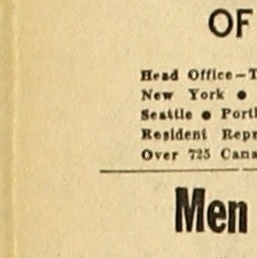 OF
Head Office—T
New York ●
Seattle ● Portl
Resident Repr
Over 725 Cana
Men